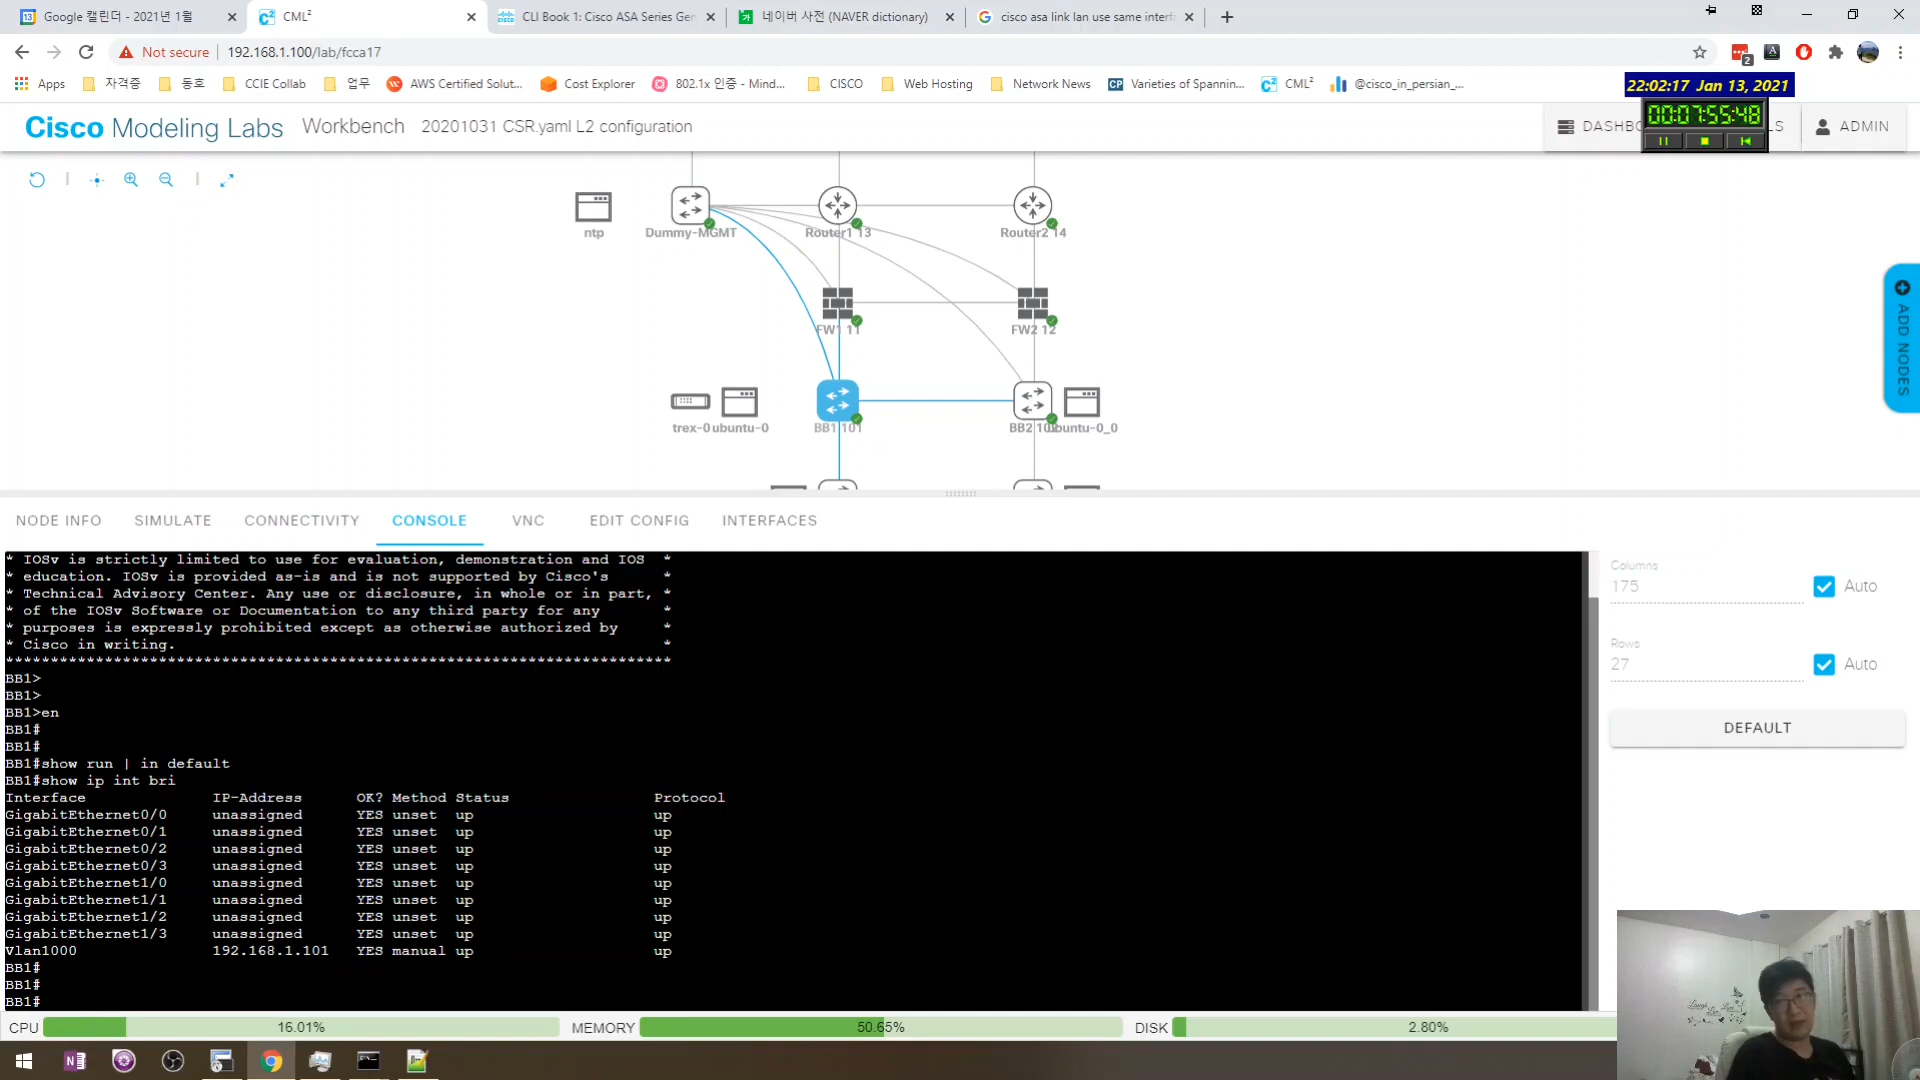 Google 캘린더 - 2021년 1월
CML²
CLI Book 1: Cisco ASA Series Gen
네이버 사전 (NAVER dictionary)
cisco asa link lan use same interf
Not secure
192.168.1.100/lab/fcca17
2
Apps
자격증
동호
CCIE Collab
업무
AWS Certified Solut...
Cost Explorer
802.1x 인증 - Mind...
CISCO
Web Hosting
Network News
Varieties of Spannin...
CML²
@cisco_in_persian_...
22:02:17 Jan 13, 2021
00:07:55:48
Cisco Modeling Labs
Workbench
20201031 CSR.yaml L2 configuration
DASHBO
LS
ADMIN
ntp
Dummy-MGMT
Router1 13
Router2 14
FW1 11
FW2 12
trex-0
ubuntu-0
BB1 101
BB2 10
ubuntu-0_0
ADD NODES
NODE INFO
SIMULATE
CONNECTIVITY
CONSOLE
VNC
EDIT CONFIG
INTERFACES
* IOSv is strictly limited to use for evaluation, demonstration and IOS *
* education. IOSv is provided as-is and is not supported by Cisco's *
* Technical Advisory Center. Any use or disclosure, in whole or in part, *
* of the IOSv Software or Documentation to any third party for any *
* purposes is expressly prohibited except as otherwise authorized by *
* Cisco in writing. *
**************************************************************************
BB1>
BB1>
BB1>en
BB1#
BB1#
BB1#show run | in default
BB1#show ip int bri
Interface IP-Address OK? Method Status Protocol
GigabitEthernet0/0 unassigned YES unset up up
GigabitEthernet0/1 unassigned YES unset up up
GigabitEthernet0/2 unassigned YES unset up up
GigabitEthernet0/3 unassigned YES unset up up
GigabitEthernet1/0 unassigned YES unset up up
GigabitEthernet1/1 unassigned YES unset up up
GigabitEthernet1/2 unassigned YES unset up up
GigabitEthernet1/3 unassigned YES unset up up
Vlan1000 192.168.1.101 YES manual up up
BB1#
BB1#
BB1#
Columns
175
Auto
Rows
27
Auto
DEFAULT
CPU
16.01%
MEMORY
50.65%
DISK
2.80%